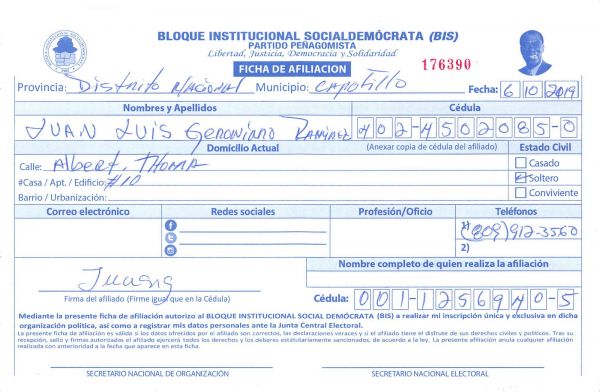 BLOQUE INSTITUCIONAL SOCIALDEMÓCRATA (BIS)
PARTIDO PEÑAGOMISTA
Libertad, Justicia, Democracia y Solidaridad
FICHA DE AFILIACION
176390
Provincia: Distrito Nacional Municipio: Capotillo Fecha: 6 10 2019
Nombres y Apellidos Cédula
JUAN LUIS Geroniano RAMIREZ 402-4502085-0
Domicilio Actual (Anexar copia de cédula del afiliado) Estado Civil
Calle: Albert. THOMA Casado
#Casa / Apt. / Edificio: #10 Soltero
Barrio / Urbanización: Conviviente
Correo electrónico Redes sociales Profesión/Oficio Teléfonos
1) (809) 912-3560
2)
Nombre completo de quien realiza la afiliación
Firma del afiliado (Firme igual que en la Cédula) Cédula: 001-1256940-5
Mediante la presente ficha de afiliación autorizo al BLOQUE INSTITUCIONAL SOCIAL DEMÓCRATA (BIS) a realizar mi inscripción única y exclusiva en dicha
organización política, así como a registrar mis datos personales ante la Junta Central Electoral.
La presente ficha de afiliación es válida si los datos ofrecidos por el afiliado son correctos, las declaraciones veraces y si el afiliado tiene el disfrute de sus derechos civiles y políticos. Tras su
recepción, sello y firmas autorizadas el afiliado ejercerá todos los derechos y los deberes estatutariamente sancionados, de acuerdo a la ley. La presente afiliación anula cualquier afiliación
realizada con anterioridad a la fecha que aparece en esta ficha.
SECRETARIO NACIONAL DE ORGANIZACIÓN SECRETARIO NACIONAL ELECTORAL